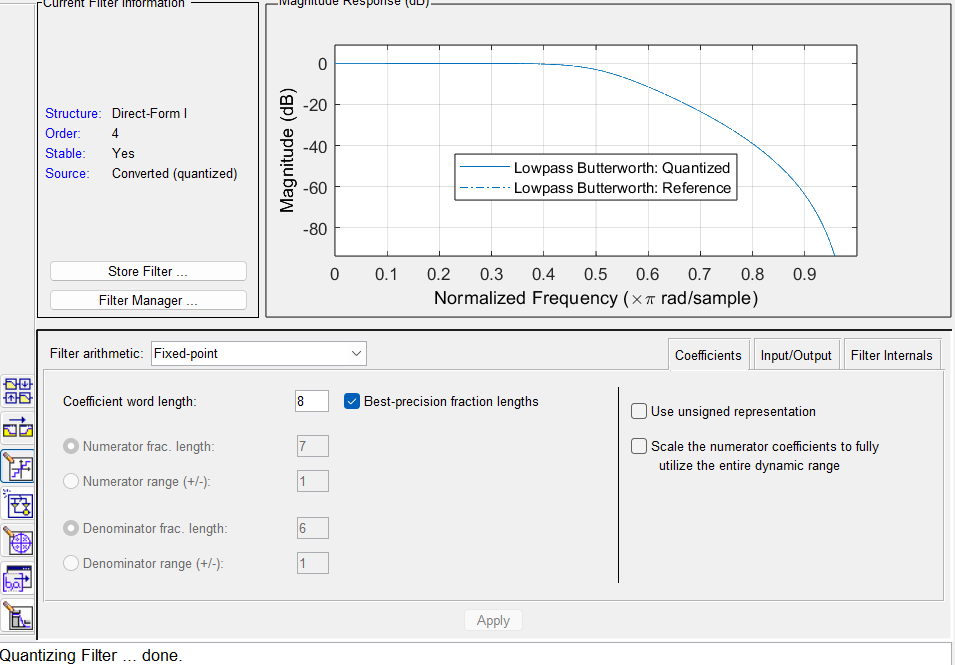 Current Filter Information
Magnitude Response (dB)
Structure: Direct-Form I
Order: 4
Stable: Yes
Source: Converted (quantized)
Store Filter ...
Filter Manager ...
Magnitude (dB)
0
-20
-40
-60
-80
Lowpass Butterworth: Quantized
Lowpass Butterworth: Reference
0 0.1 0.2 0.3 0.4 0.5 0.6 0.7 0.8 0.9
Normalized Frequency (×π rad/sample)
Filter arithmetic: Fixed-point
Coefficients Input/Output Filter Internals
Coefficient word length: 8 Best-precision fraction lengths
Numerator frac. length: 7
Numerator range (+/-): 1
Denominator frac. length: 6
Denominator range (+/-): 1
Use unsigned representation
Scale the numerator coefficients to fully
utilize the entire dynamic range
Apply
Quantizing Filter ... done.